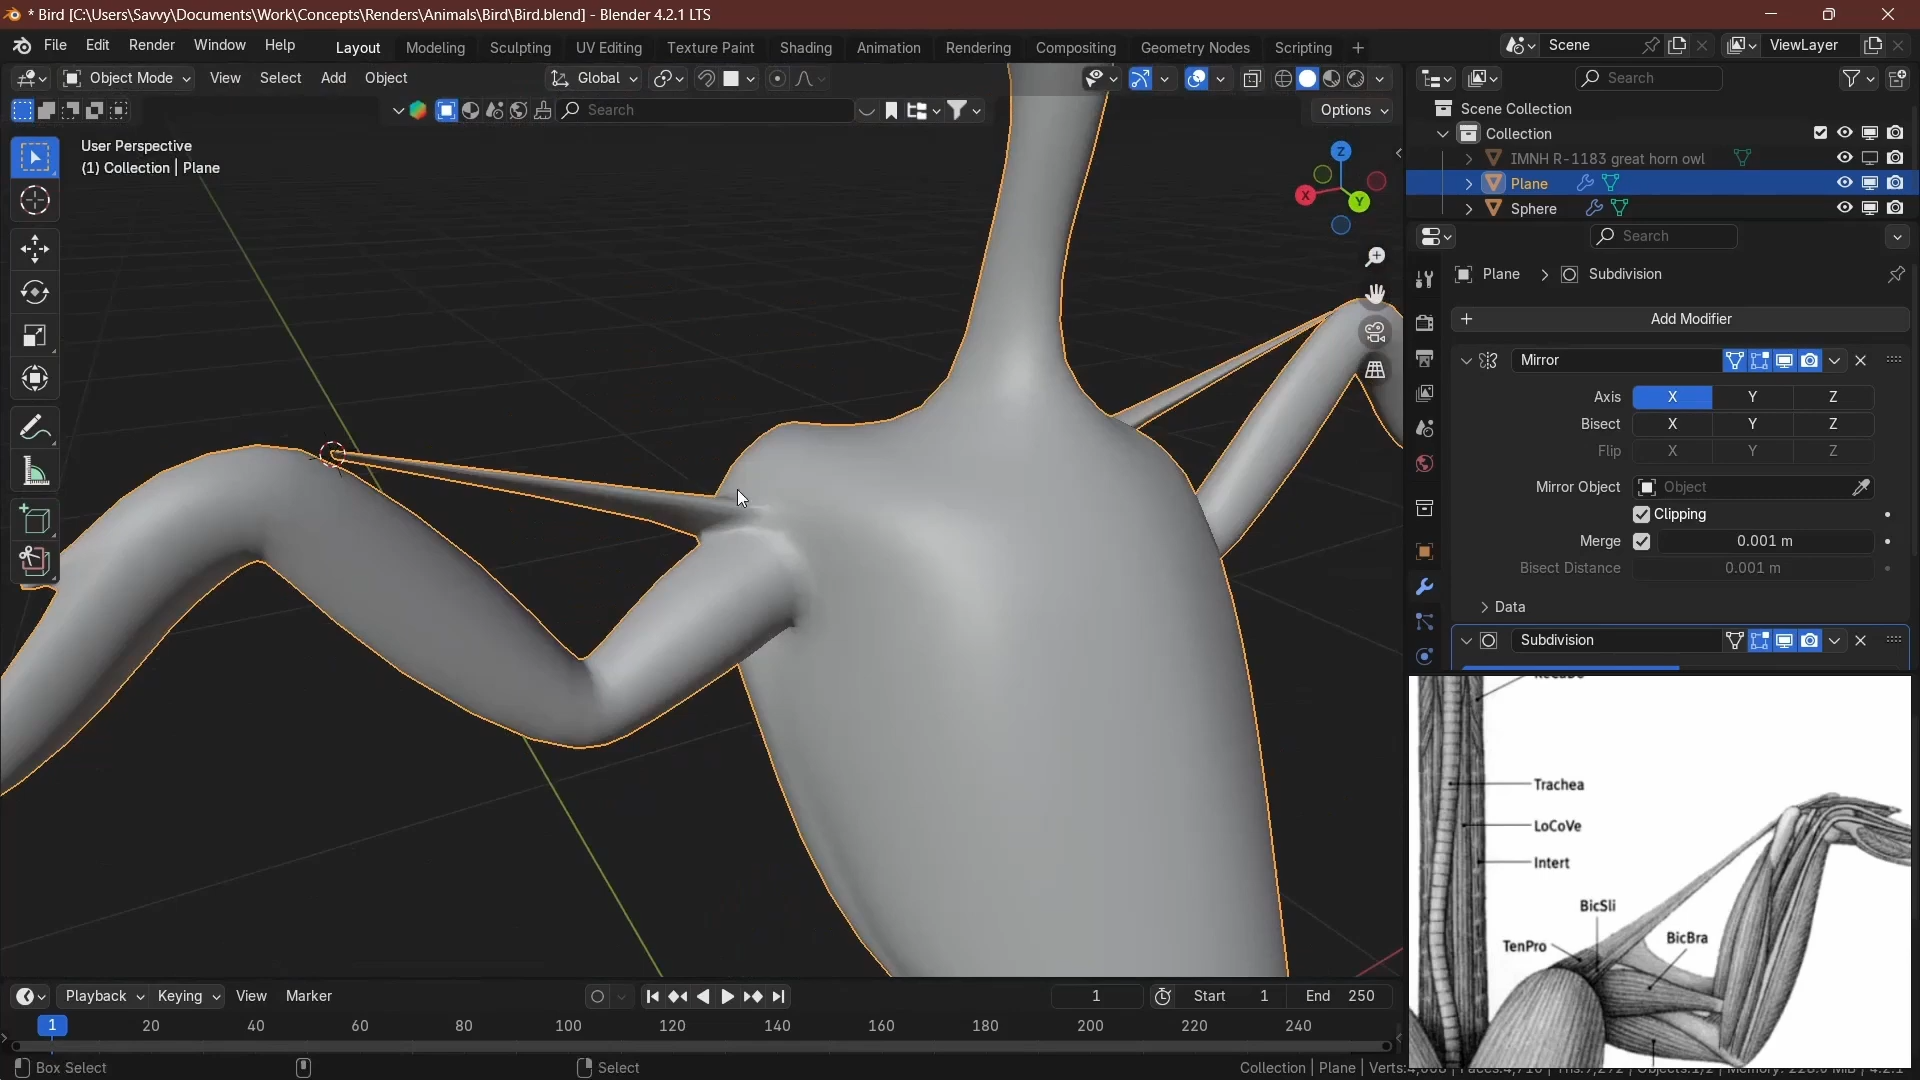 * Bird [C:\Users\Savvy\Documents\Work\Concepts\Renders\Animals\Bird\Bird.blend] - Blender 4.2.1 LTS
File Edit Render Window Help Layout Modeling Sculpting UV Editing Texture Paint Shading Animation Rendering Compositing Geometry Nodes Scripting + Scene ViewLayer
Object Mode View Select Add Object Global Search
Search Options
User Perspective
(1) Collection | Plane
Z
X
Y
Scene Collection
Collection
IMNH R-1183 great horn owl
Plane
Sphere
Search
Plane > Subdivision
+ Add Modifier
Mirror
Axis X Y Z
Bisect X Y Z
Flip X Y Z
Mirror Object Object
Clipping
Merge 0.001 m
Bisect Distance 0.001 m
Data
Subdivision
Trachea
LoCoVe
Intert
BicSli
TenPro
BicBra
Playback Keying View Marker 1 Start 1 End 250
1 20 40 60 80 100 120 140 160 180 200 220 240
Box Select Select Collection | Plane |